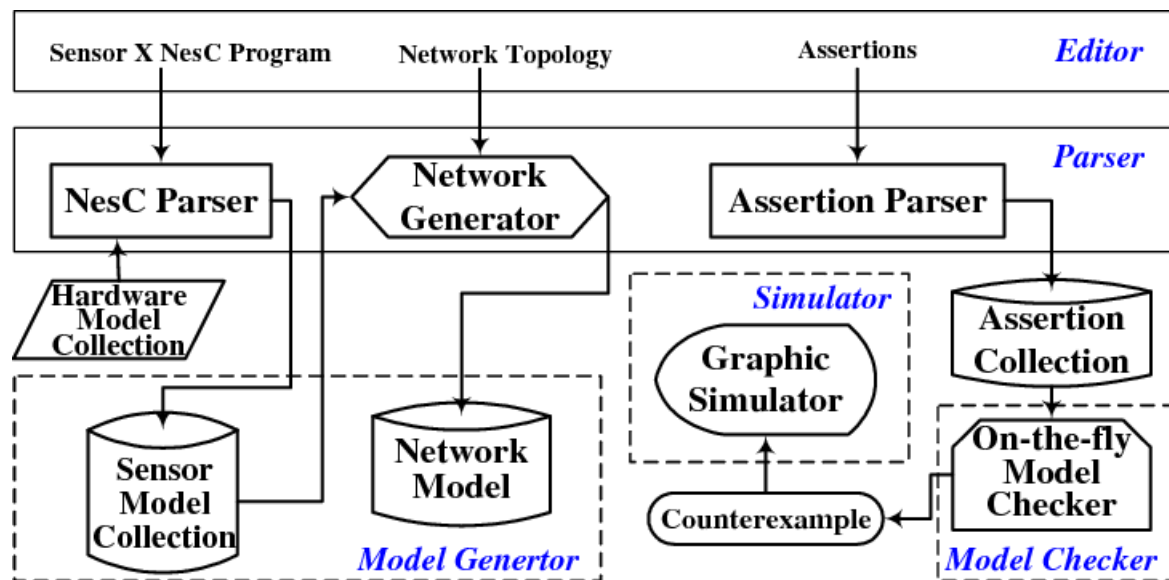 Sensor X NesC Program
Network Topology
Assertions
Editor
Parser
NesC Parser
Network
Generator
Assertion Parser
Hardware
Model
Collection
Simulator
Graphic
Simulator
Assertion
Collection
Sensor
Model
Collection
Network
Model
Model Genertor
Counterexample
On-the-fly
Model
Checker
Model Checker